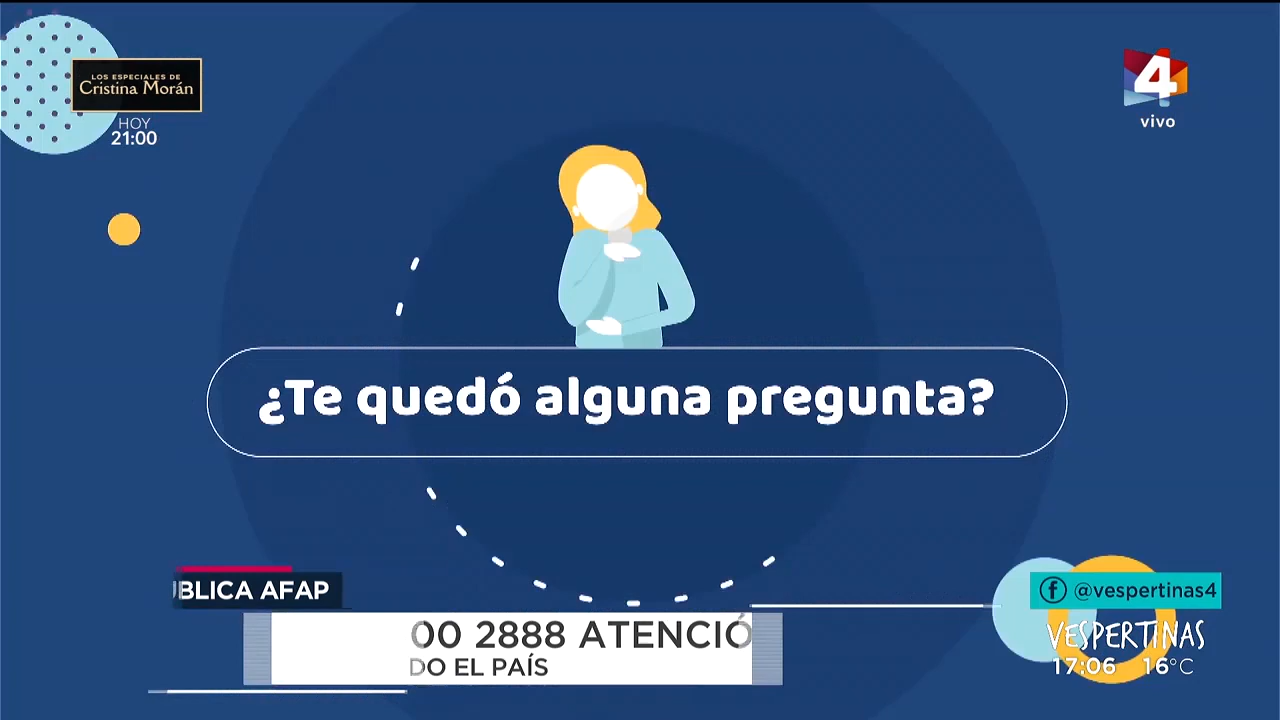 LOS ESPECIALES DE
Cristina Morán
HOY
21:00
4
vivo
¿Te quedó alguna pregunta?
BLICA AFAP
00 2888 ATENCIÓ
DO EL PAÍS
@vespertinas4
VESPERTINAS
17:06 16°C